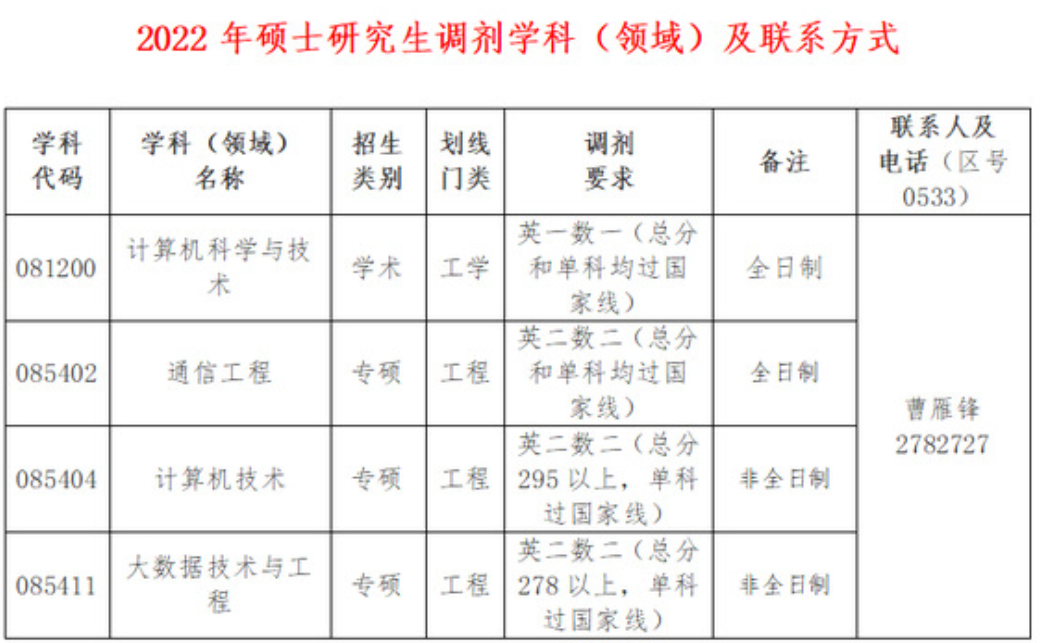 2022 年硕士研究生调剂学科（领域）及联系方式
学科
代码
学科（领域）
名称
招生
类别
划线
门类
调剂
要求
备注
联系人及
电话（区号
0533）
081200
计算机科学与技
术
学术
工学
英一数一（总分
和单科均过国
家线）
全日制
085402
通信工程
专硕
工程
英二数二（总分
和单科均过国
家线）
全日制
085404
计算机技术
专硕
工程
英二数二（总分
295 以上，单科
过国家线）
非全日制
085411
大数据技术与工
程
专硕
工程
英二数二（总分
278 以上，单科
过国家线）
非全日制
曹雁锋
2782727